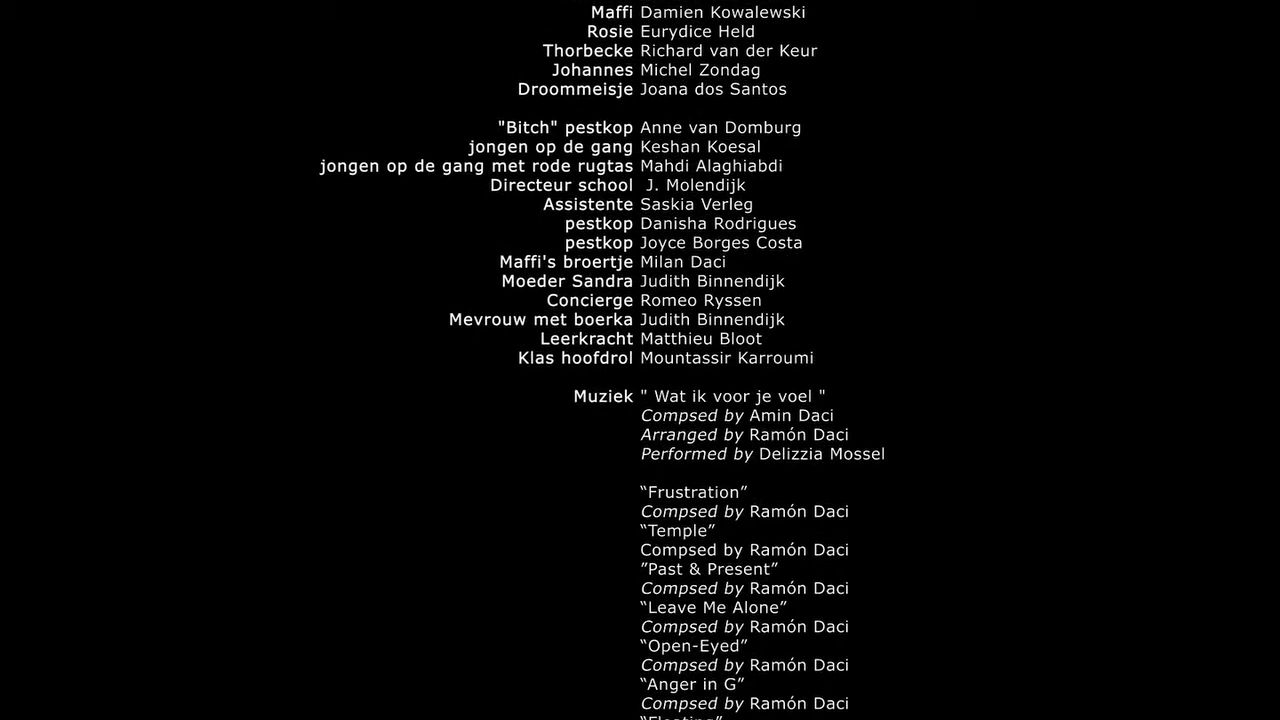 Maffi Damien Kowalewski
Rosie Eurydice Held
Thorbecke Richard van der Keur
Johannes Michel Zondag
Droommeisje Joana dos Santos
"Bitch" pestkop Anne van Domburg
jongen op de gang Keshan Koesal
jongen op de gang met rode rugtas Mahdi Alaghiabdi
Directeur school J. Molendijk
Assistente Saskia Verleg
pestkop Danisha Rodrigues
pestkop Joyce Borges Costa
Maffi's broertje Milan Daci
Moeder Sandra Judith Binnendijk
Concierge Romeo Ryssen
Mevrouw met boerka Judith Binnendijk
Leerkracht Matthieu Bloot
Klas hoofdrol Mountassir Karroumi
Muziek " Wat ik voor je voel "
Compsed by Amin Daci
Arranged by Ramón Daci
Performed by Delizzia Mossel
“Frustration”
Compsed by Ramón Daci
“Temple”
Compsed by Ramón Daci
”Past & Present”
Compsed by Ramón Daci
“Leave Me Alone”
Compsed by Ramón Daci
“Open-Eyed”
Compsed by Ramón Daci
“Anger in G”
Compsed by Ramón Daci